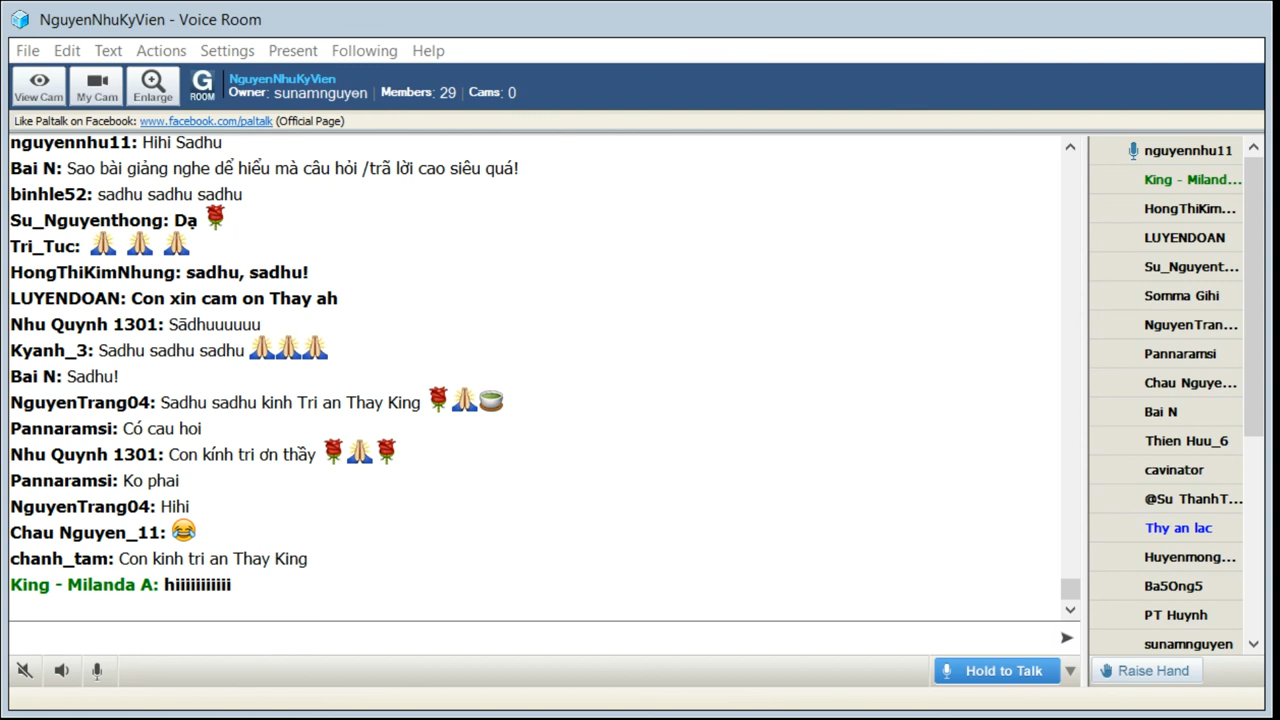 NguyenNhuKyVien - Voice Room
File Edit Text Actions Settings Present Following Help
View Cam My Cam Enlarge G ROOM
NguyenNhuKyVien
Owner: sunamnguyen | Members: 29 | Cams: 0
Like Paltalk on Facebook: www.facebook.com/paltalk (Official Page)
nguyennhu11: Hihi Sadhu
Bai N: Sao bài giảng nghe dể hiểu mà câu hỏi /trã lời cao siêu quá!
binhle52: sadhu sadhu sadhu
Su_Nguyenthong: Dạ
Tri_Tuc:
HongThiKimNhung: sadhu, sadhu!
LUYENDOAN: Con xin cam on Thay ah
Nhu Quynh 1301: Sādhuuuuuu
Kyanh_3: Sadhu sadhu sadhu
Bai N: Sadhu!
NguyenTrang04: Sadhu sadhu kinh Tri an Thay King
Pannaramsi: Có cau hoi
Nhu Quynh 1301: Con kính tri ơn thầy
Pannaramsi: Ko phai
NguyenTrang04: Hihi
Chau Nguyen_11:
chanh_tam: Con kinh tri an Thay King
King - Milanda A: hiiiiiiiiiii
Hold to Talk
nguyennhu11
King - Miland...
HongThiKim...
LUYENDOAN
Su_Nguyent...
Somma Gihi
NguyenTran...
Pannaramsi
Chau Nguye...
Bai N
Thien Huu_6
cavinator
@Su ThanhT...
Thy an lac
Huyenmong...
Ba5Ong5
PT Huynh
sunamnguyen
Raise Hand